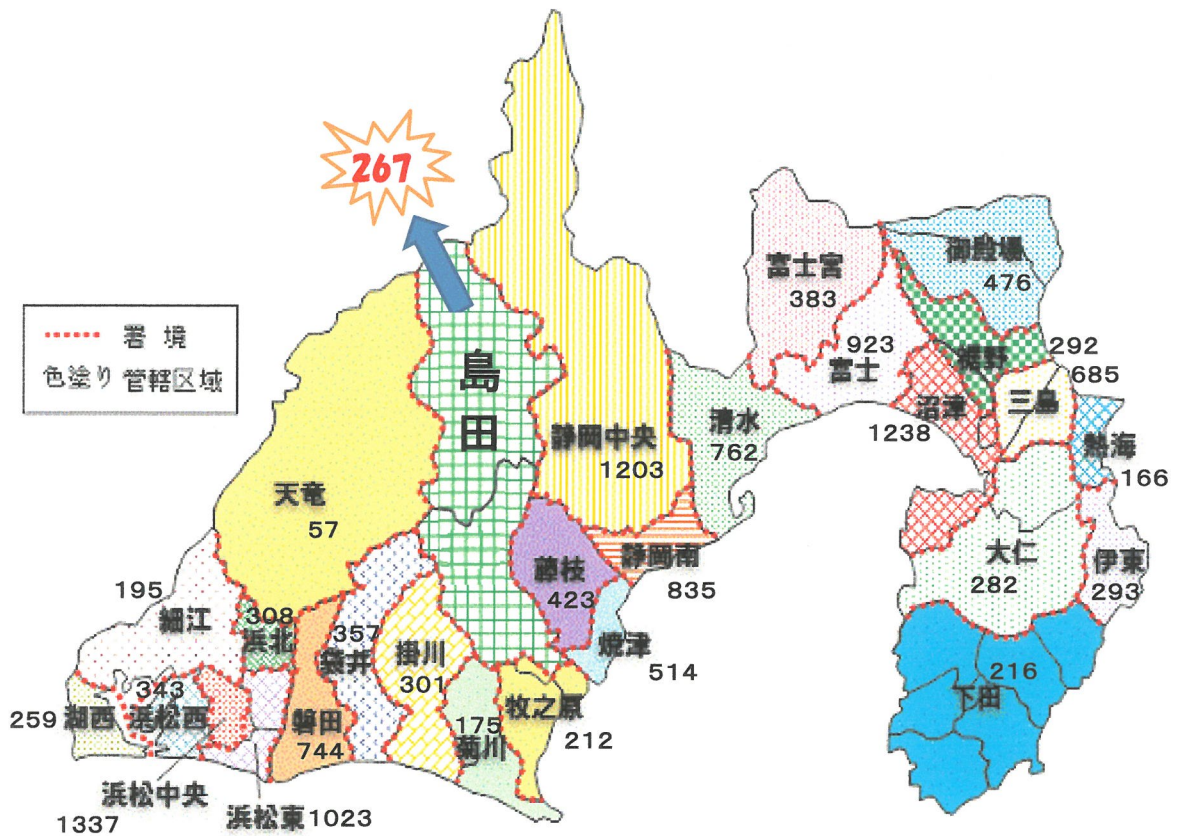 267
富士宮
383
御殿場
476
署境
色塗り 管轄区域
923
富士
裾野
292
685
三島
沼津
1238
熱海
166
島
田
清水
762
静岡中央
1203
天竜
57
静岡南
835
藤枝
423
大仁
282
伊東
293
195
細江
308
浜北
357
袋井
掛川
301
焼津
514
216
下田
259
湖西
343
浜松西
磐田
744
175
菊川
牧之原
212
浜松中央
1337
浜松東1023